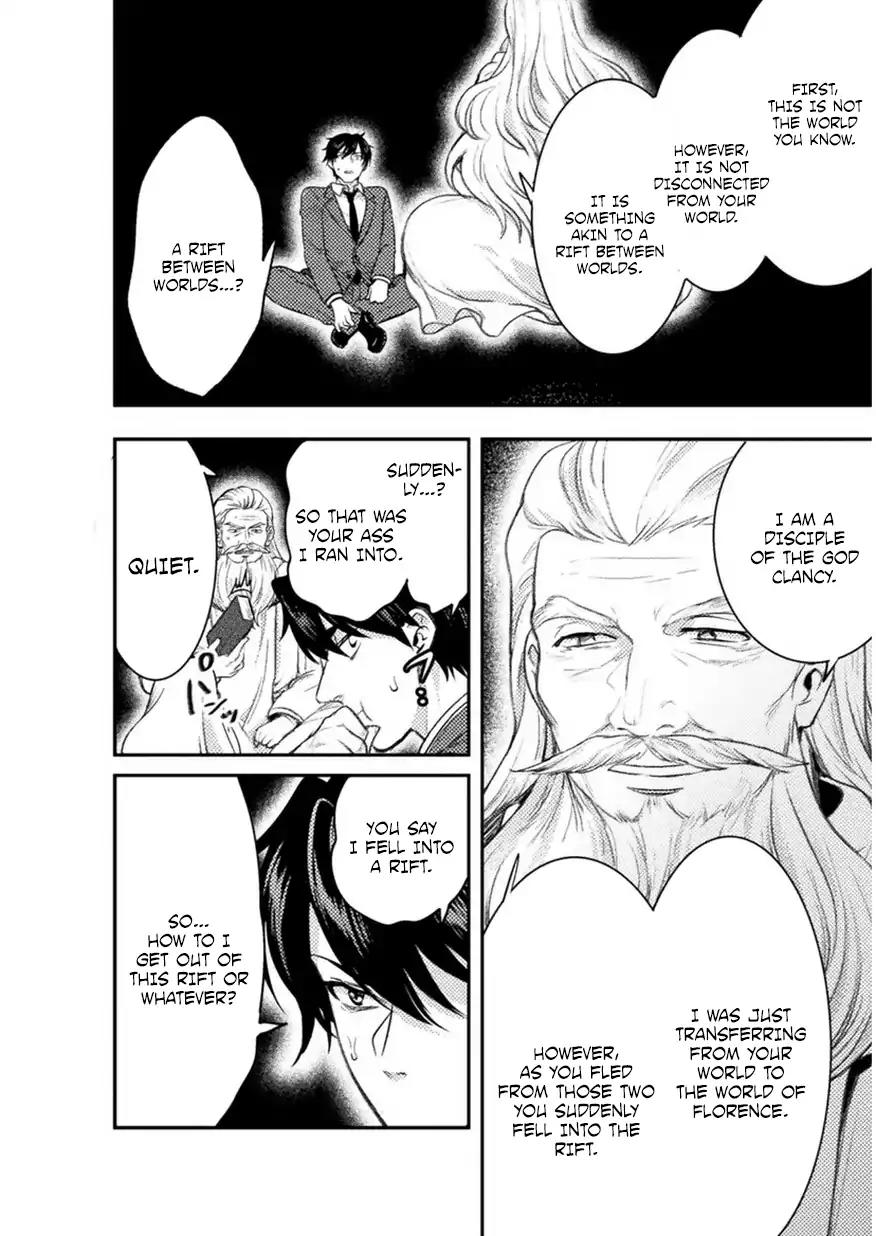 FIRST,
THIS IS NOT
THE WORLD
YOU KNOW.
HOWEVER,
IT IS NOT
DISCONNECTED
FROM YOUR
WORLD.
IT IS
SOMETHING
AKIN TO A
RIFT BETWEEN
WORLDS.
A RIFT
BETWEEN
WORLDS...?
I AM A
DISCIPLE
OF THE GOD
CLANCY.
I WAS JUST
TRANSFERRING
FROM YOUR
WORLD TO
THE WORLD OF
FLORENCE.
HOWEVER,
AS YOU FLED
FROM THOSE TWO
YOU SUDDENLY
FELL INTO THE
RIFT.
SUDDEN-
LY...?
SO THAT WAS
YOUR ASS
I RAN INTO.
QUIET.
YOU SAY
I FELL INTO
A RIFT.
SO...
HOW TO I
GET OUT OF
THIS RIFT OR
WHATEVER?